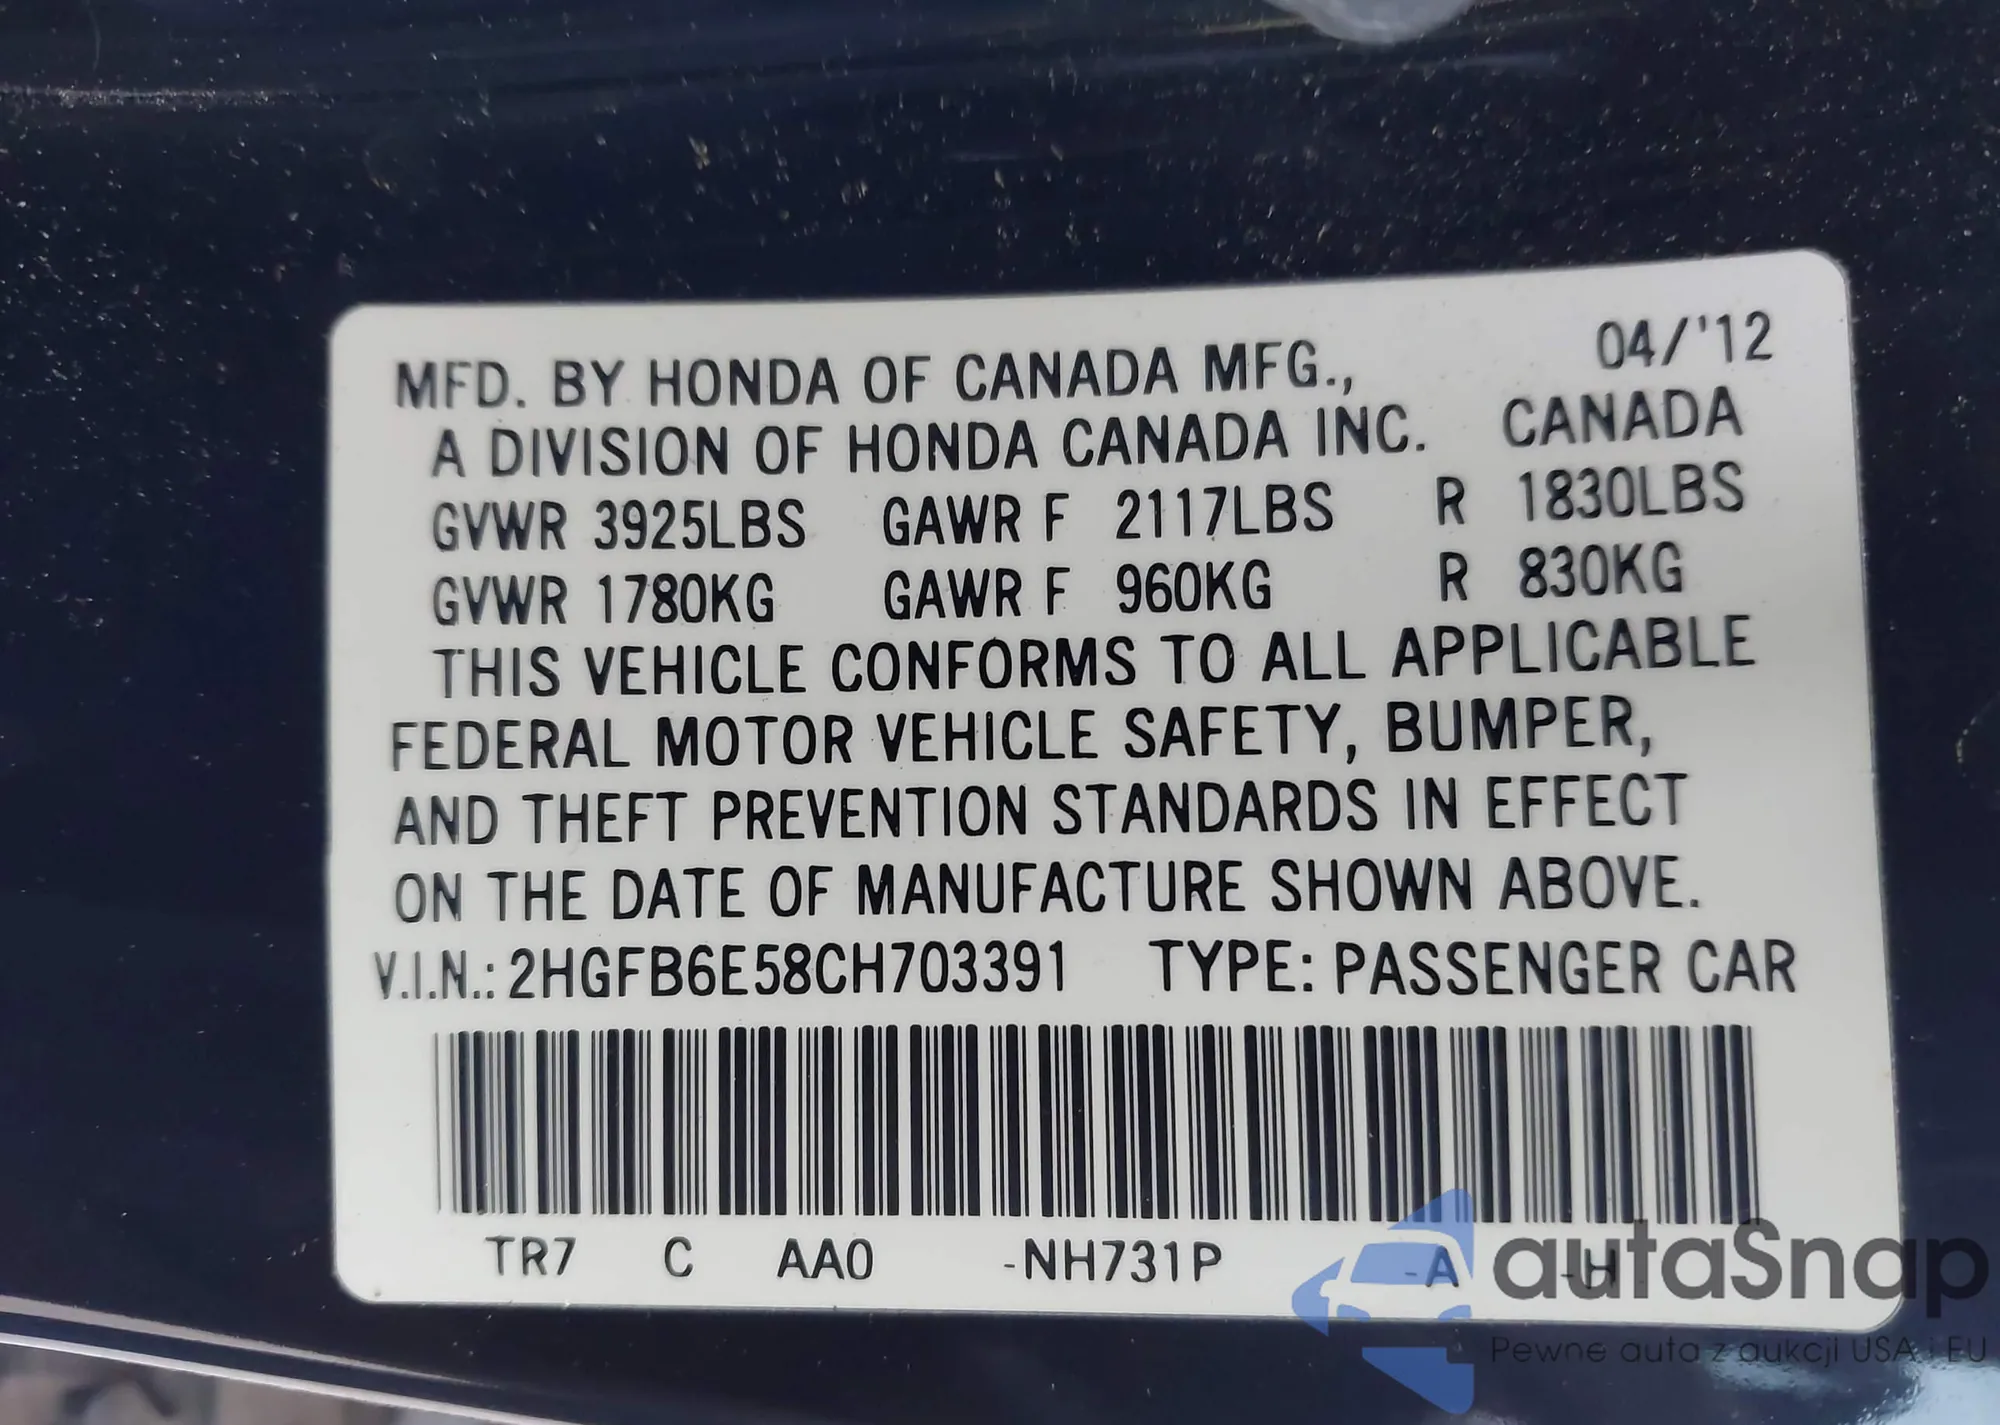 04/'12
MFD. BY HONDA OF CANADA MFG.,
A DIVISION OF HONDA CANADA INC. CANADA
GVWR 3925LBS GAWR F 2117LBS R 1830LBS
GVWR 1780KG GAWR F 960KG R 830KG
THIS VEHICLE CONFORMS TO ALL APPLICABLE
FEDERAL MOTOR VEHICLE SAFETY, BUMPER,
AND THEFT PREVENTION STANDARDS IN EFFECT
ON THE DATE OF MANUFACTURE SHOWN ABOVE.
V.I.N.: 2HGFB6E58CH703391 TYPE: PASSENGER CAR
TR7 C AA0 -NH731P -A -H
autaSnap
Pewne auta z aukcji USA i EU